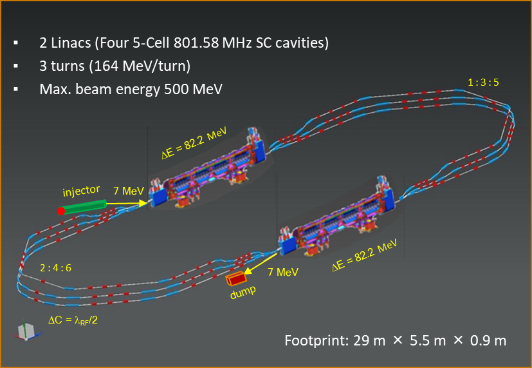 ▪ 2 Linacs (Four 5-Cell 801.58 MHz SC cavities)
▪ 3 turns (164 MeV/turn)
▪ Max. beam energy 500 MeV
1 : 3 : 5
ΔE = 82.2 MeV
injector
7 MeV
2 : 4 : 6
7 MeV
ΔE = 82.2 MeV
dump
ΔC = λRF/2
Footprint: 29 m × 5.5 m × 0.9 m